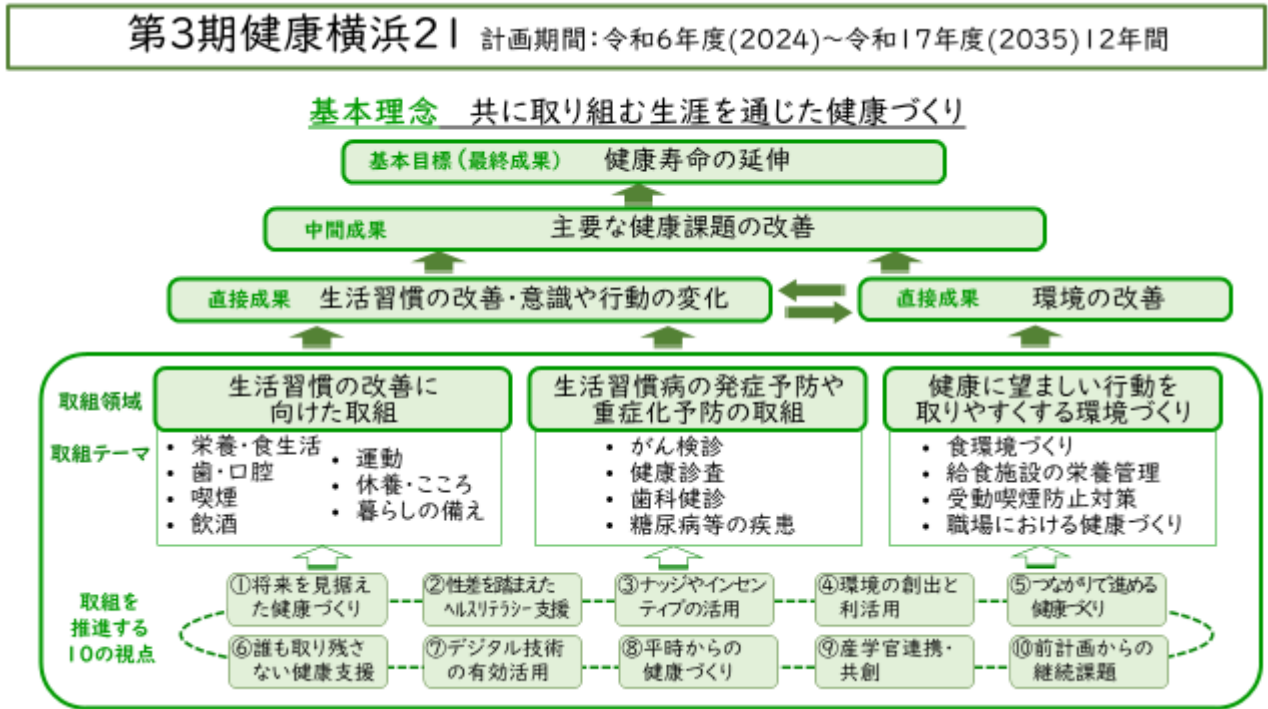 第3期健康横浜21 計画期間:令和6年度(2024)~令和17年度(2035)12年間
基本理念 共に取り組む生涯を通じた健康づくり
基本目標(最終成果) 健康寿命の延伸
中間成果 主要な健康課題の改善
直接成果 生活習慣の改善・意識や行動の変化
直接成果 環境の改善
取組領域
生活習慣の改善に
向けた取組
生活習慣病の発症予防や
重症化予防の取組
健康に望ましい行動を
取りやすくする環境づくり
取組テーマ
• 栄養・食生活
• 歯・口腔
• 喫煙
• 飲酒
• 運動
• 休養・こころ
• 暮らしの備え
• がん検診
• 健康診査
• 歯科健診
• 糖尿病等の疾患
• 食環境づくり
• 給食施設の栄養管理
• 受動喫煙防止対策
• 職場における健康づくり
取組を
推進する
10の視点
①将来を見据え
た健康づくり
②性差を踏まえた
ヘルスリテラシー支援
③ナッジやインセン
ティブの活用
④環境の創出と
利活用
⑤つながりで進める
健康づくり
⑥誰も取り残さ
ない健康支援
⑦デジタル技術
の有効活用
⑧平時からの
健康づくり
⑨産学官連携・
共創
⑩前計画からの
継続課題